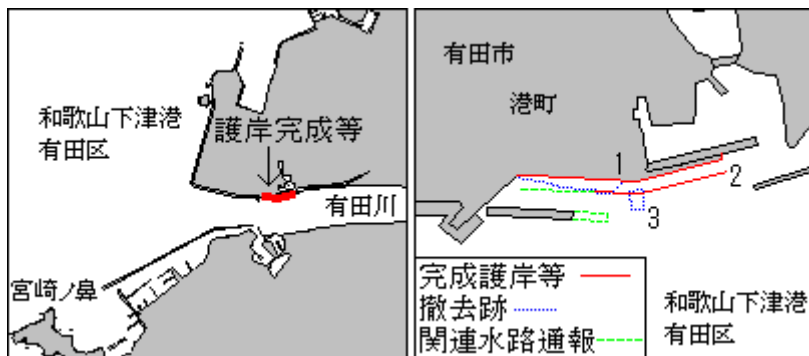 和歌山下津港
有田区
護岸完成等
有田川
宮崎ノ鼻
有田市
港町
1
2
3
完成護岸等
撤去跡
関連水路通報
和歌山下津港
有田区